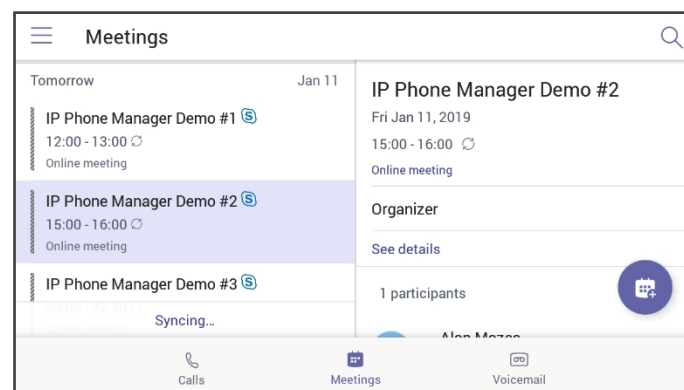 Meetings
Tomorrow Jan 11
IP Phone Manager Demo #1
12:00 - 13:00
Online meeting
IP Phone Manager Demo #2
15:00 - 16:00
Online meeting
IP Phone Manager Demo #3
Syncing...
IP Phone Manager Demo #2
Fri Jan 11, 2019
15:00 - 16:00
Online meeting
Organizer
See details
1 participants
Calls
Meetings
Voicemail